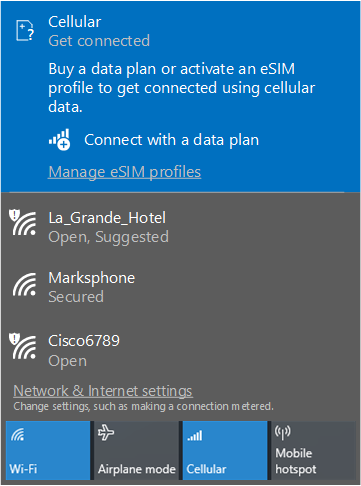 Cellular
Get connected
Buy a data plan or activate an eSIM
profile to get connected using cellular
data.
Connect with a data plan
Manage eSIM profiles
La_Grande_Hotel
Open, Suggested
Marksphone
Secured
Cisco6789
Open
Network & Internet settings
Change settings, such as making a connection metered.
Wi-Fi
Airplane mode
Cellular
Mobile
hotspot